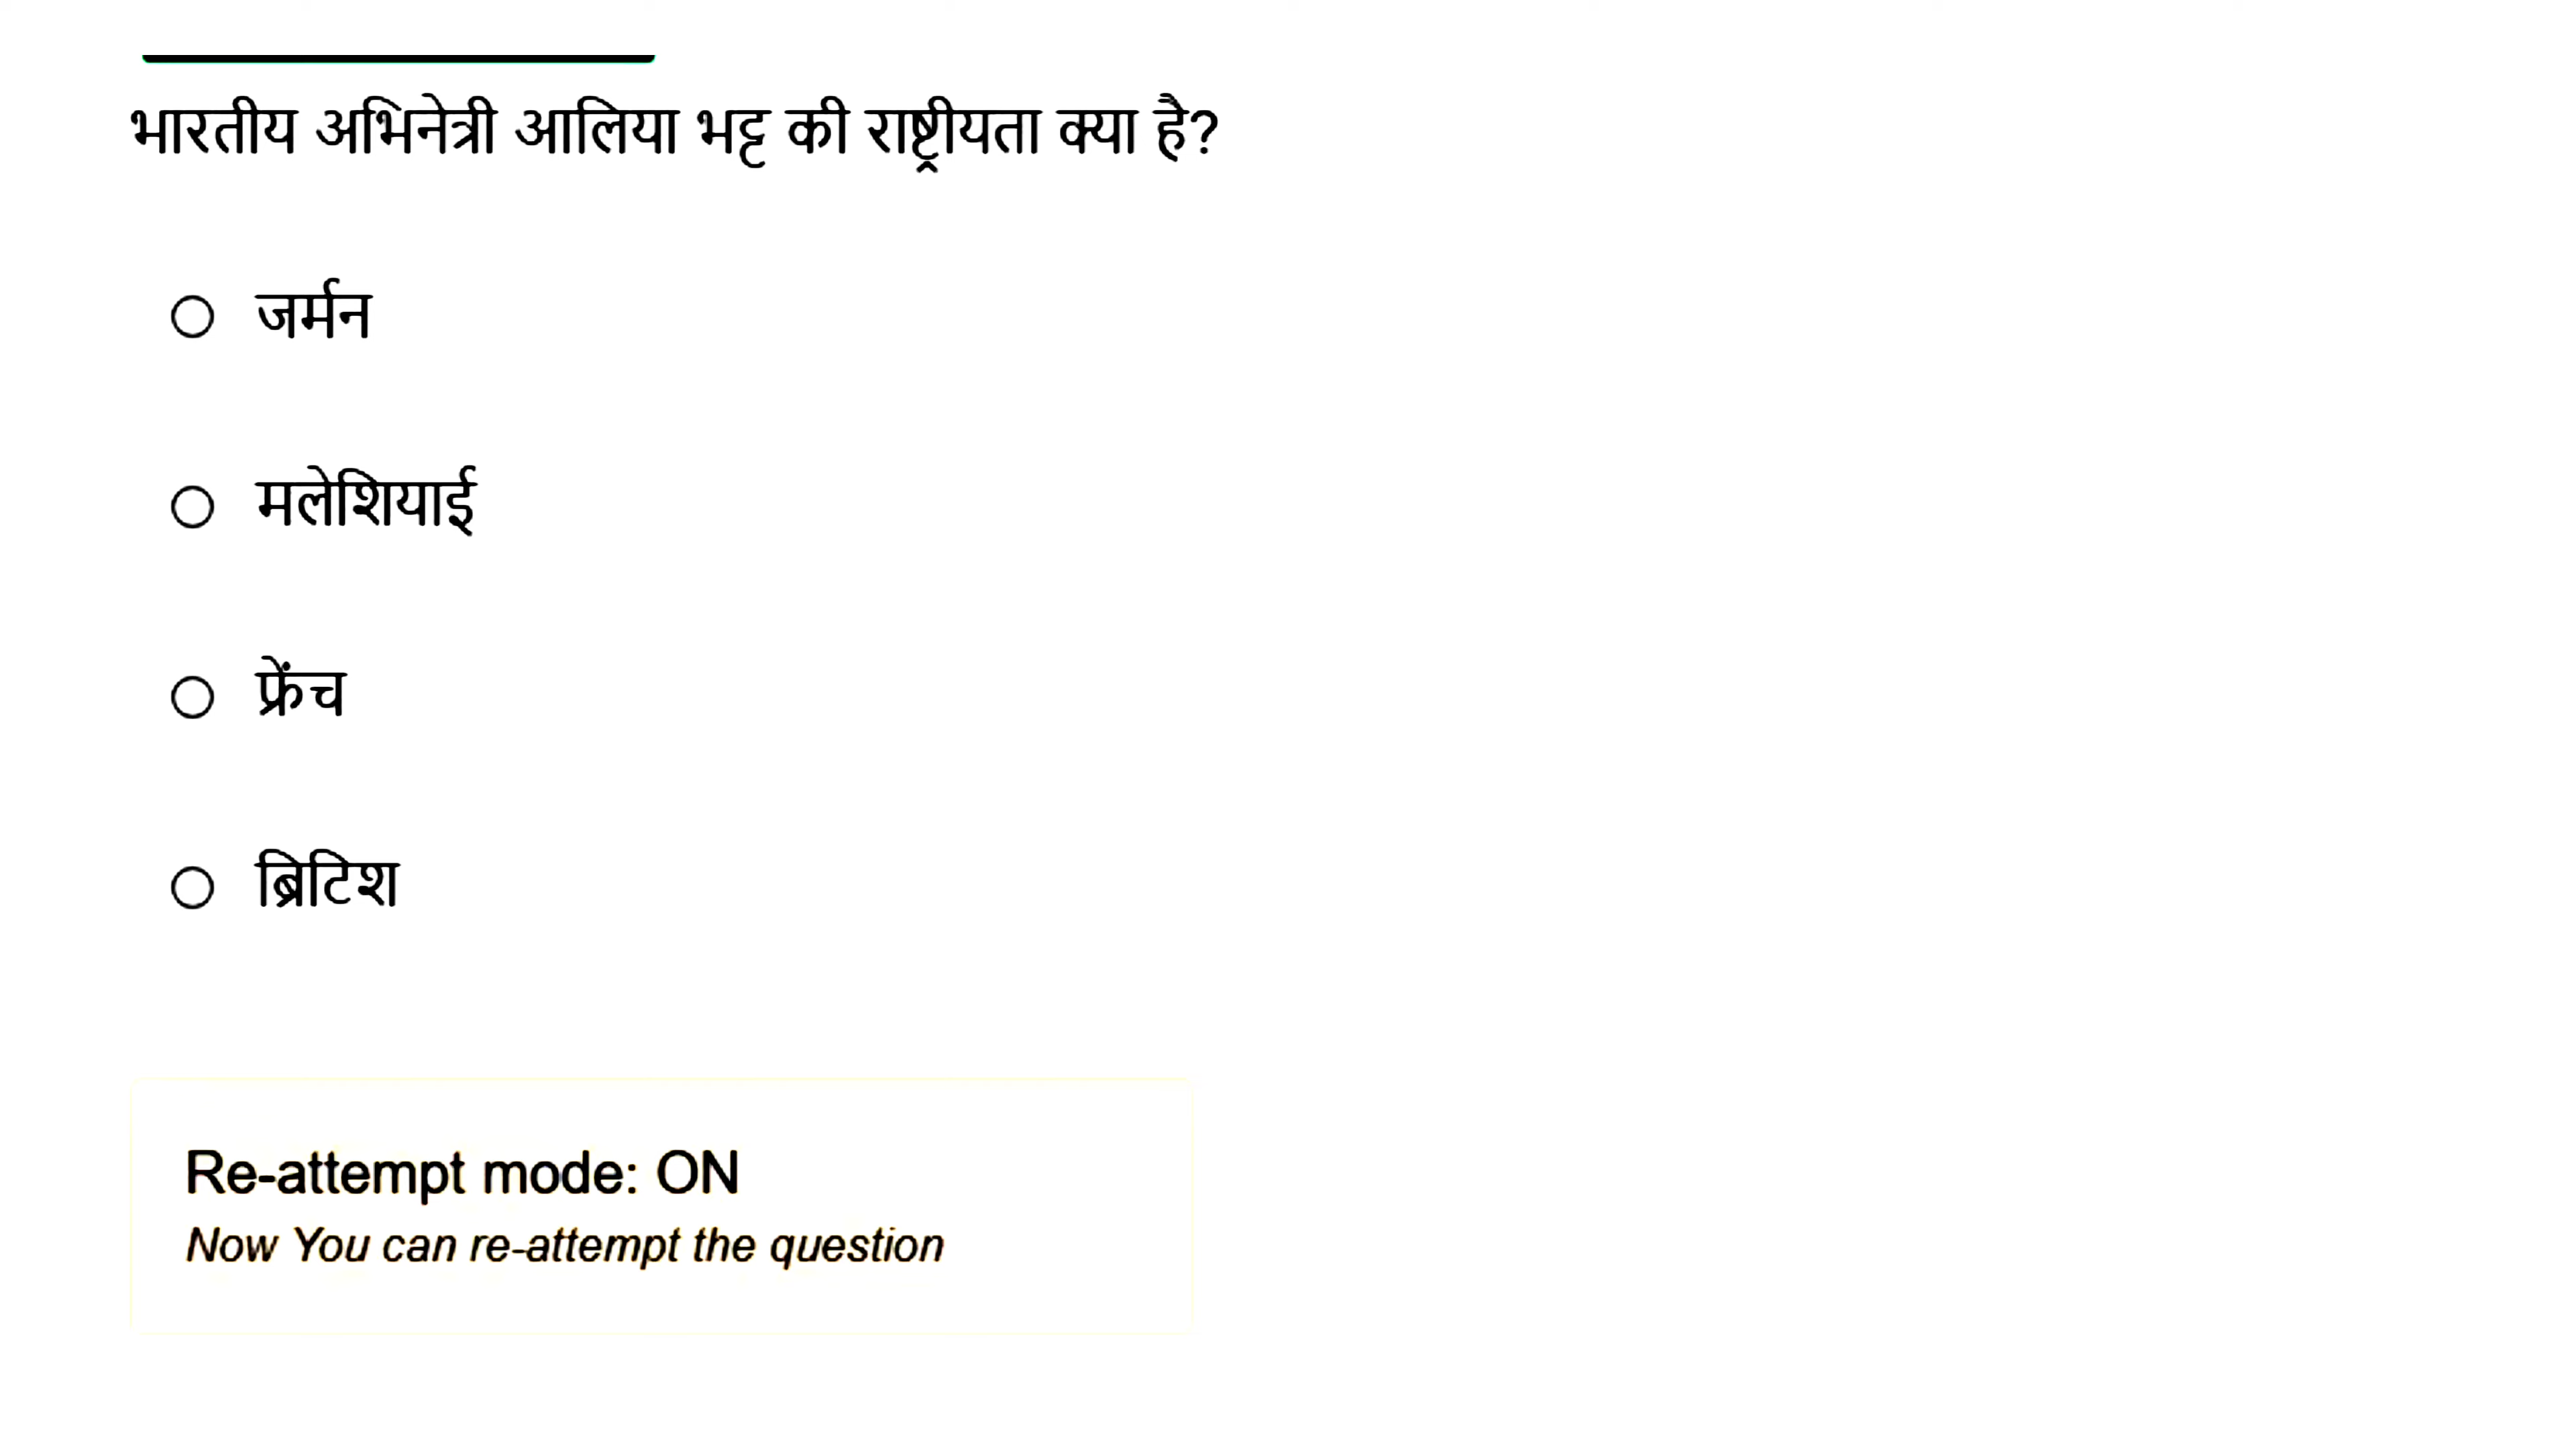 भारतीय अभिनेत्री आलिया भट्ट की राष्ट्रीयता क्या है?
जर्मन
मलेशियाई
फ्रेंच
ब्रिटिश
Re-attempt mode: ON
Now You can re-attempt the question